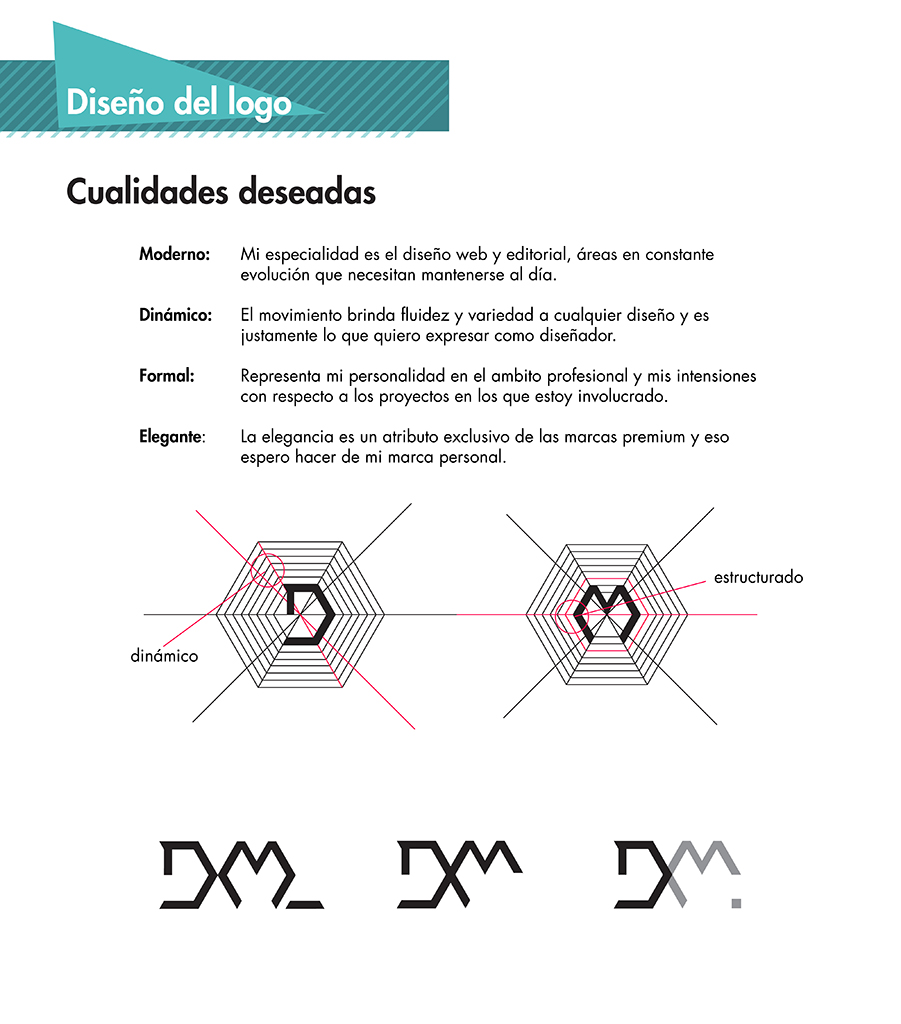 Diseño del logo
Cualidades deseadas
Moderno: Mi especialidad es el diseño web y editorial, áreas en constante
evolución que necesitan mantenerse al día.
Dinámico: El movimiento brinda fluidez y variedad a cualquier diseño y es
justamente lo que quiero expresar como diseñador.
Formal: Representa mi personalidad en el ambito profesional y mis intensiones
con respecto a los proyectos en los que estoy involucrado.
Elegante: La elegancia es un atributo exclusivo de las marcas premium y eso
espero hacer de mi marca personal.
estructurado
dinámico
D
M
DM
DM
DM.